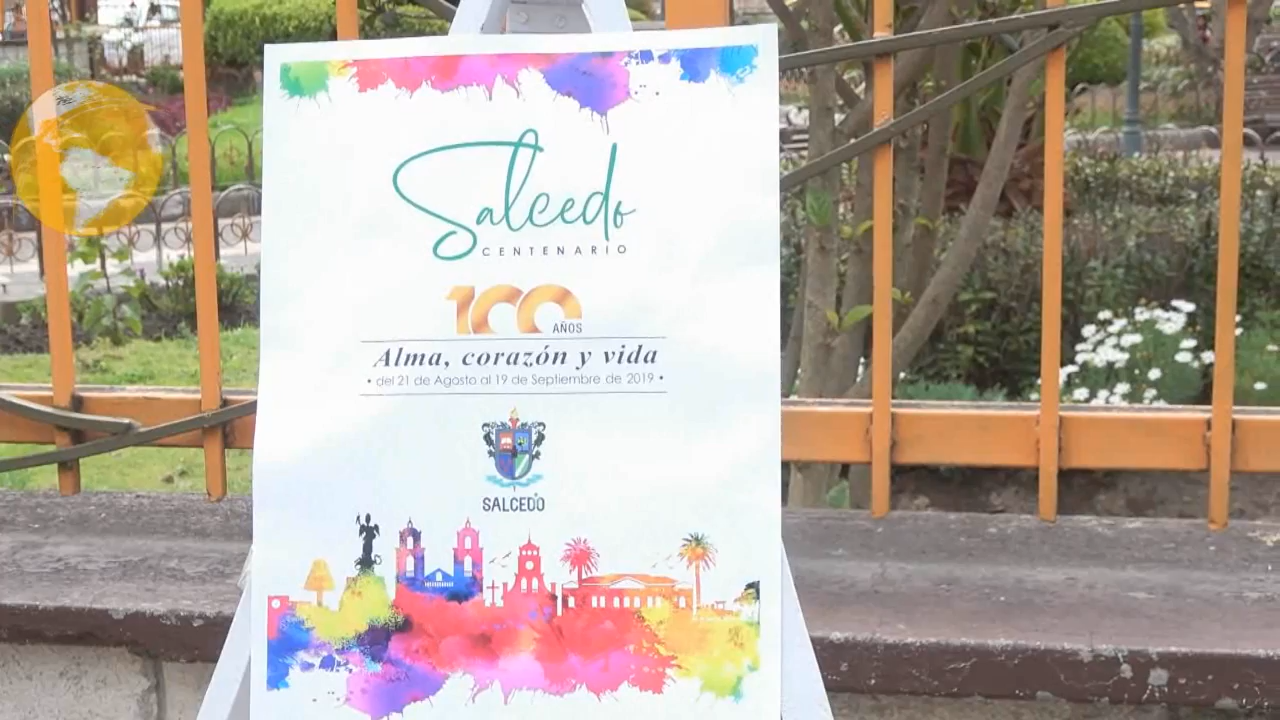 Salcedo
CENTENARIO
100
AÑOS
Alma, corazón y vida
• del 21 de Agosto al 19 de Septiembre de 2019 •
SALCEDO